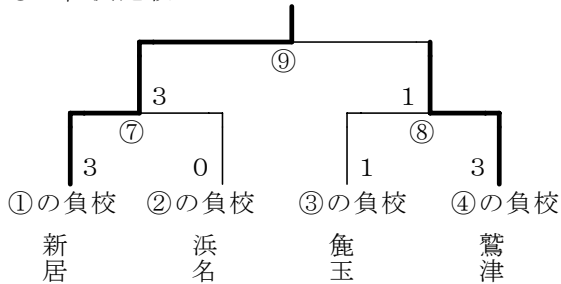 ⑨
3 1
⑦ ⑧
3 0 1 3
①の負校 ②の負校 ③の負校 ④の負校
新居 浜名 麁玉 鷲津